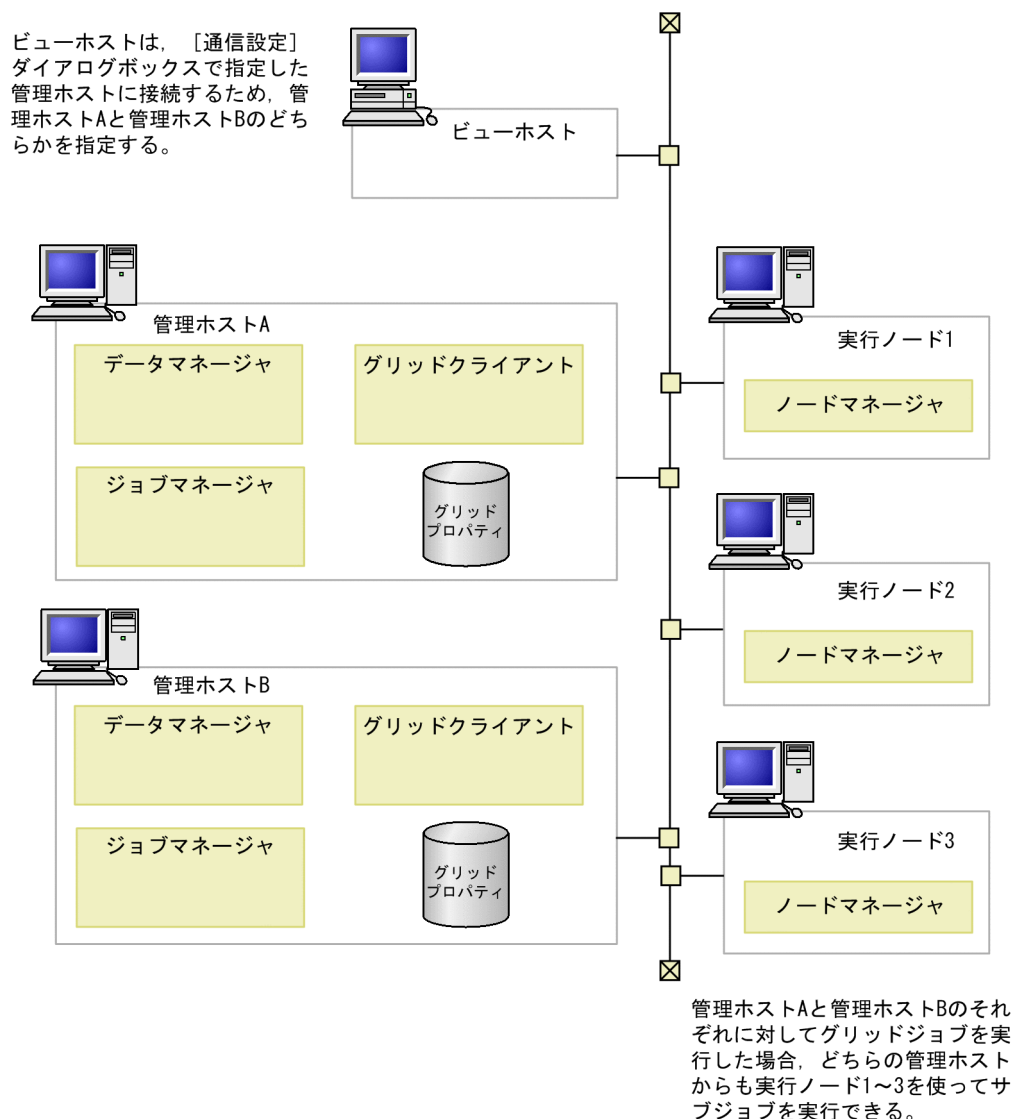 ビューホストは，［通信設定］
ダイアログボックスで指定した
管理ホストに接続するため，管
理ホストAと管理ホストBのどち
らかを指定する。
ビューホスト
管理ホストA
データマネージャ
グリッドクライアント
ジョブマネージャ
グリッド
プロパティ
実行ノード1
ノードマネージャ
実行ノード2
ノードマネージャ
管理ホストB
データマネージャ
グリッドクライアント
ジョブマネージャ
グリッド
プロパティ
実行ノード3
ノードマネージャ
管理ホストAと管理ホストBのそれ
ぞれに対してグリッドジョブを実
行した場合，どちらの管理ホスト
からも実行ノード1～3を使ってサ
ブジョブを実行できる。